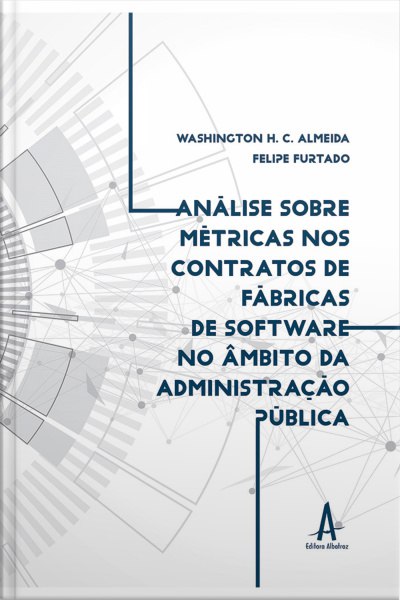 WASHINGTON H. C. ALMEIDA
FELIPE FURTADO
ANÁLISE SOBRE
MÉTRICAS NOS
CONTRATOS DE
FÁBRICAS
DE SOFTWARE
NO ÂMBITO DA
ADMINISTRAÇÃO
PÚBLICA
Editora Albatroz